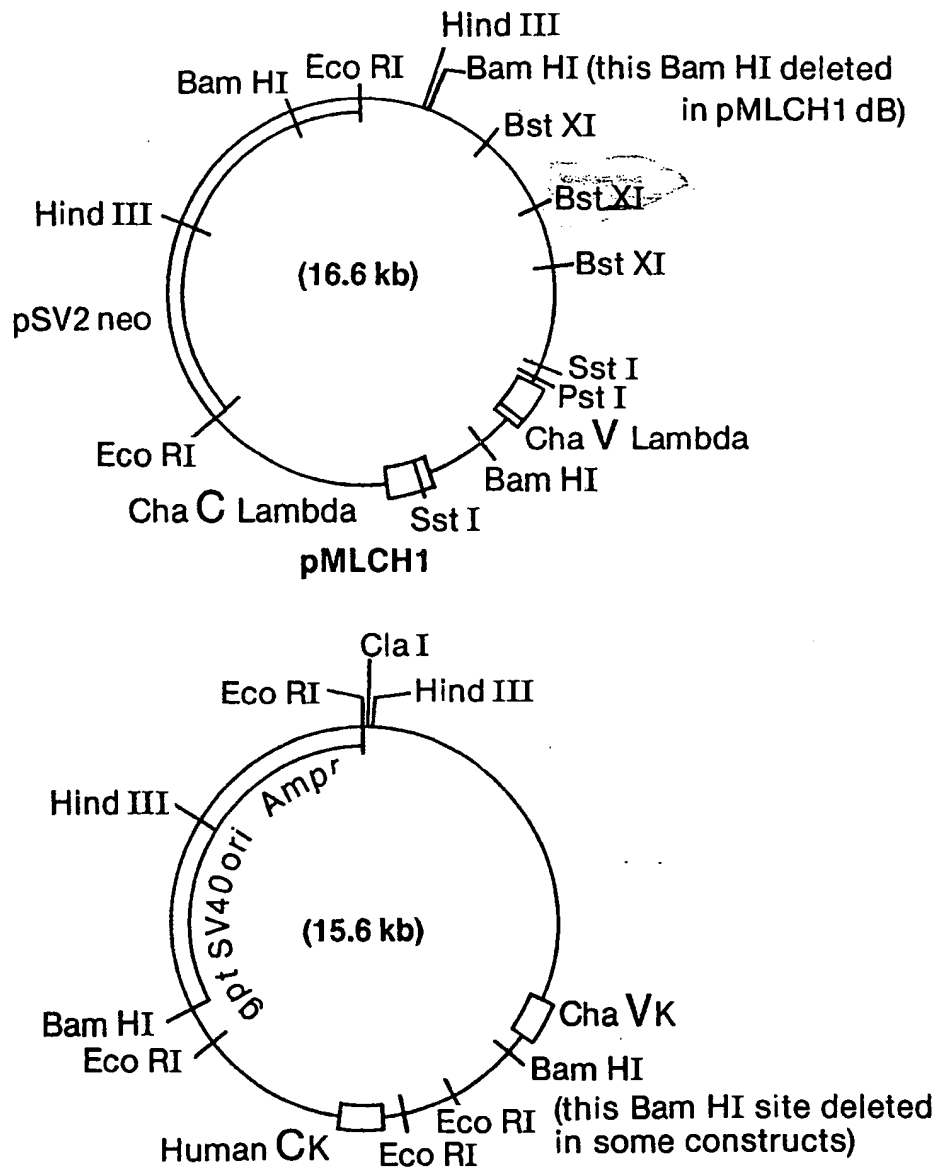 Hind III
Bam HI
Eco RI
Bam HI (this Bam HI deleted
in pMLCH1 dB)
Bst XI
Bst XI
Hind III
(16.6 kb)
Bst XI
pSV2 neo
Sst I
Pst I
Eco RI
Cha V Lambda
Bam HI
Cha C Lambda
Sst I
pMLCH1
Cla I
Eco RI
Hind III
Hind III
gpt SV40 ori Ampr
(15.6 kb)
Bam HI
Cha VK
Eco RI
Bam HI
Eco RI
(this Bam HI site deleted
in some constructs)
Human CK
Eco RI